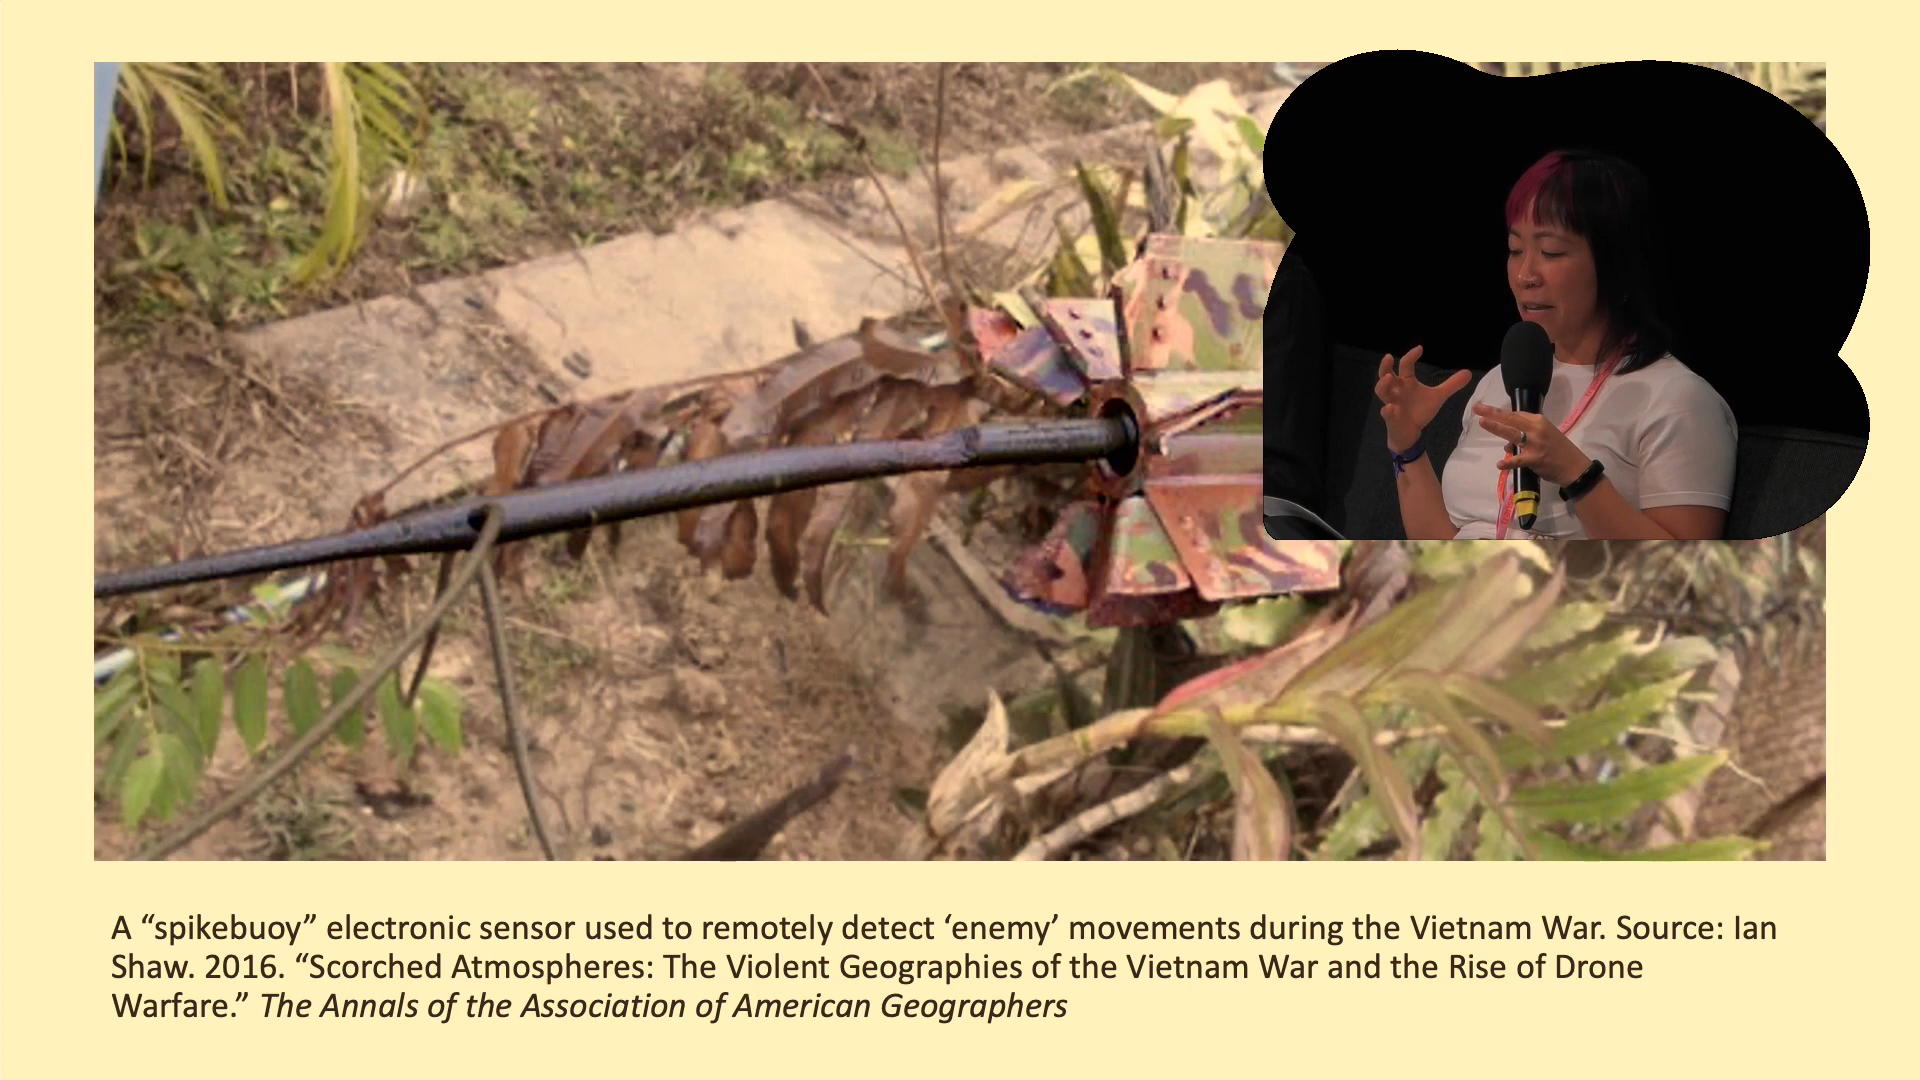 A “spikebuoy” electronic sensor used to remotely detect ‘enemy’ movements during the Vietnam War. Source: Ian
Shaw. 2016. “Scorched Atmospheres: The Violent Geographies of the Vietnam War and the Rise of Drone
Warfare.” The Annals of the Association of American Geographers